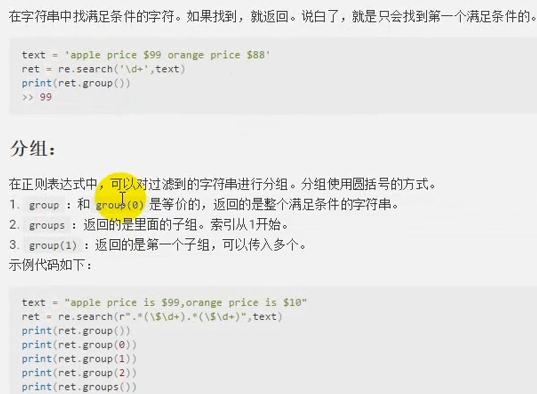 在字符串中找满足条件的字符。如果找到，就返回。说白了，就是只会找到第一个满足条件的。
text = 'apple price $99 orange price $88'
ret = re.search('\d+',text)
print(ret.group())
>> 99
分组：
在正则表达式中，可以对过滤到的字符串进行分组。分组使用圆括号的方式。
1. group：和 group(0) 是等价的，返回的是整个满足条件的字符串。
2. groups：返回的是里面的子组。索引从1开始。
3. group(1)：返回的是第一个子组，可以传入多个。
示例代码如下：
text = "apple price is $99,orange price is $10"
ret = re.search(r".*(\$\d+).*(\$\d+)",text)
print(ret.group())
print(ret.group(0))
print(ret.group(1))
print(ret.group(2))
print(ret.groups())